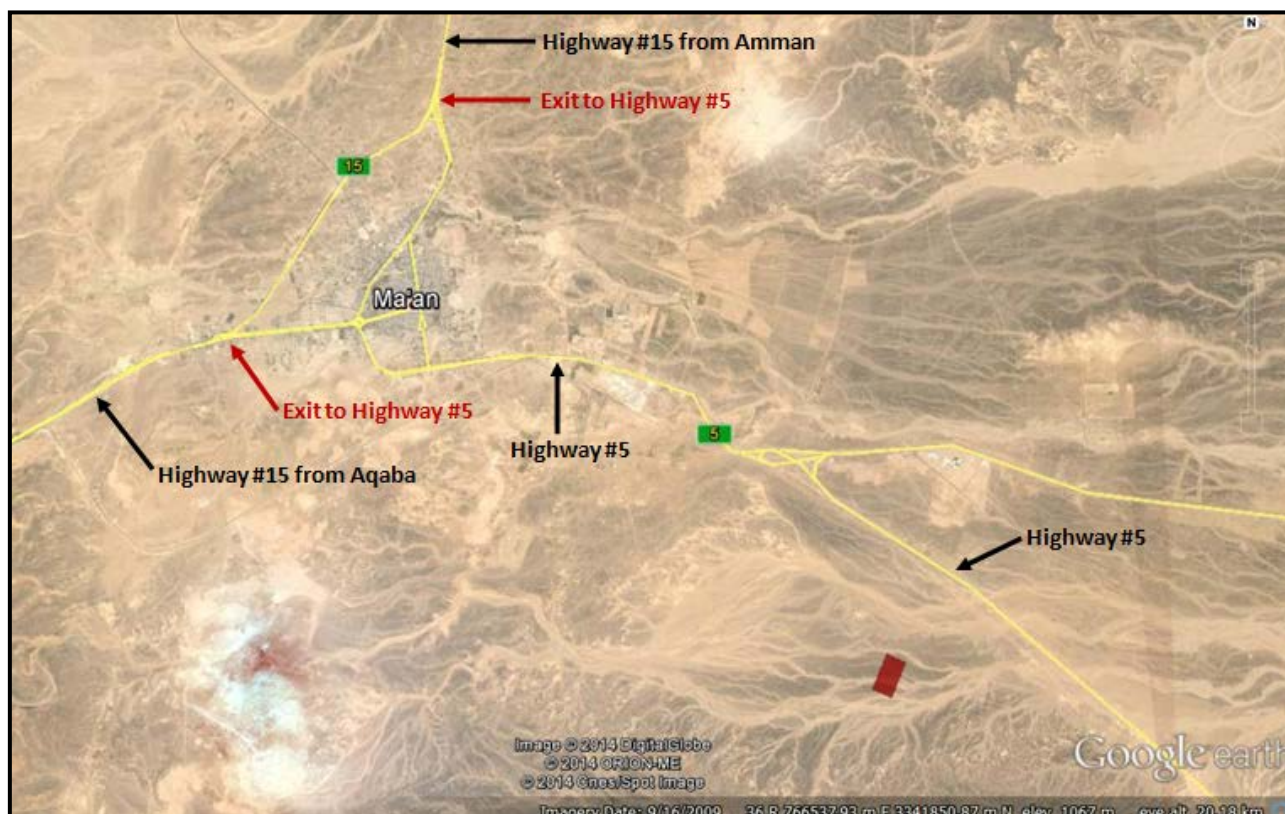 N
Highway #15 from Amman
Exit to Highway #5
15
Ma'an
Exit to Highway #5
Highway #5
5
Highway #15 from Aqaba
Highway #5
Image © 2014 DigitalGlobe
© 2014 ORION-ME
© 2014 Cnes/Spot Image
Google earth
Imagery Date: 9/16/2009 36 R 766537.93 m E 3341850.87 m N elev 1067 m eye alt 20.18 km